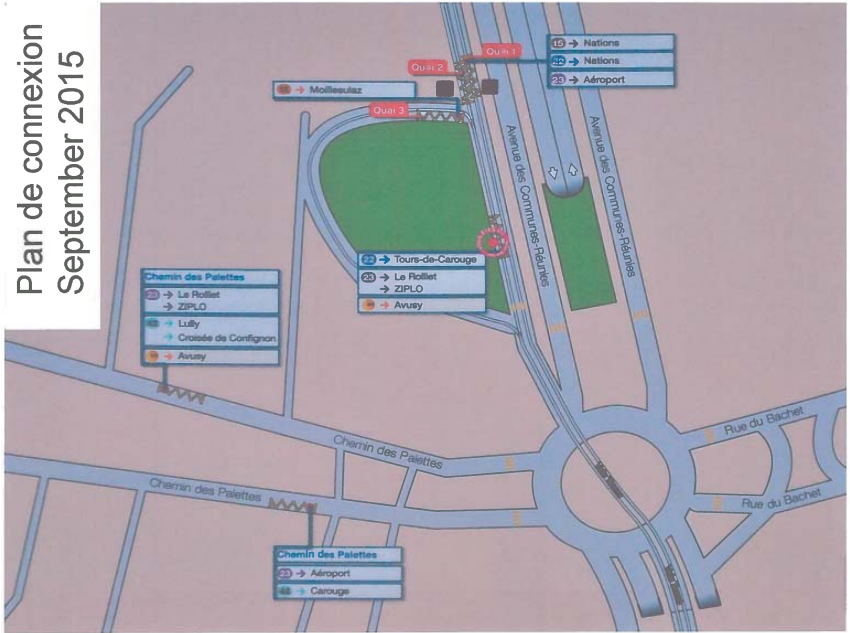 Plan de connexion
September 2015
Quai 1
Quai 2
15 → Nations
22 → Nations
23 → Aéroport
→ Moillesulaz
Quai 3
Avenue des Communes-Réunies
Avenue des Communes-Réunies
22 → Tours-de-Carouge
23 → Le Rolliet
→ ZIPLO
→ Avusy
Chemin des Palettes
23 → Le Rolliet
→ ZIPLO
→ Lully
→ Croisée de Confignon
→ Avusy
Chemin des Palettes
Rue du Bachet
Chemin des Palettes
Rue du Bachet
Chemin des Palettes
23 → Aéroport
→ Carouge